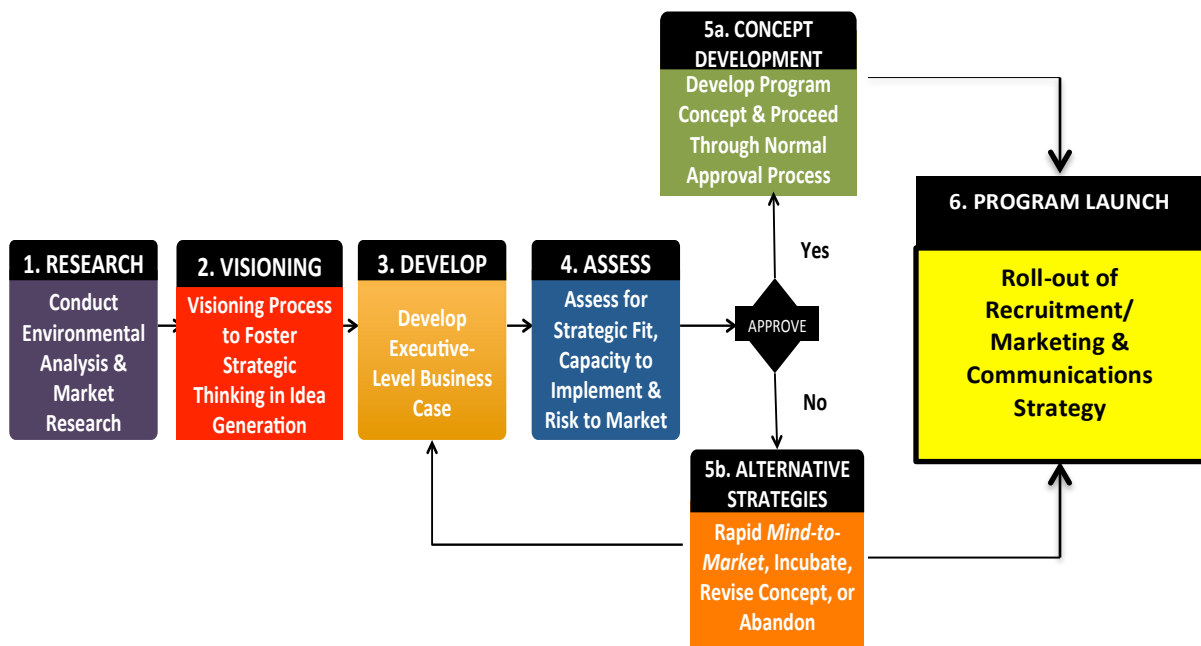 1. RESEARCH
Conduct
Environmental
Analysis &
Market
Research
2. VISIONING
Visioning Process
to Foster
Strategic
Thinking in Idea
Generation
3. DEVELOP
Develop
Executive-
Level Business
Case
4. ASSESS
Assess for
Strategic Fit,
Capacity to
Implement &
Risk to Market
APPROVE
Yes
5a. CONCEPT
DEVELOPMENT
Develop Program
Concept & Proceed
Through Normal
Approval Process
No
5b. ALTERNATIVE
STRATEGIES
Rapid Mind-to-
Market, Incubate,
Revise Concept, or
Abandon
6. PROGRAM LAUNCH
Roll-out of
Recruitment/
Marketing &
Communications
Strategy